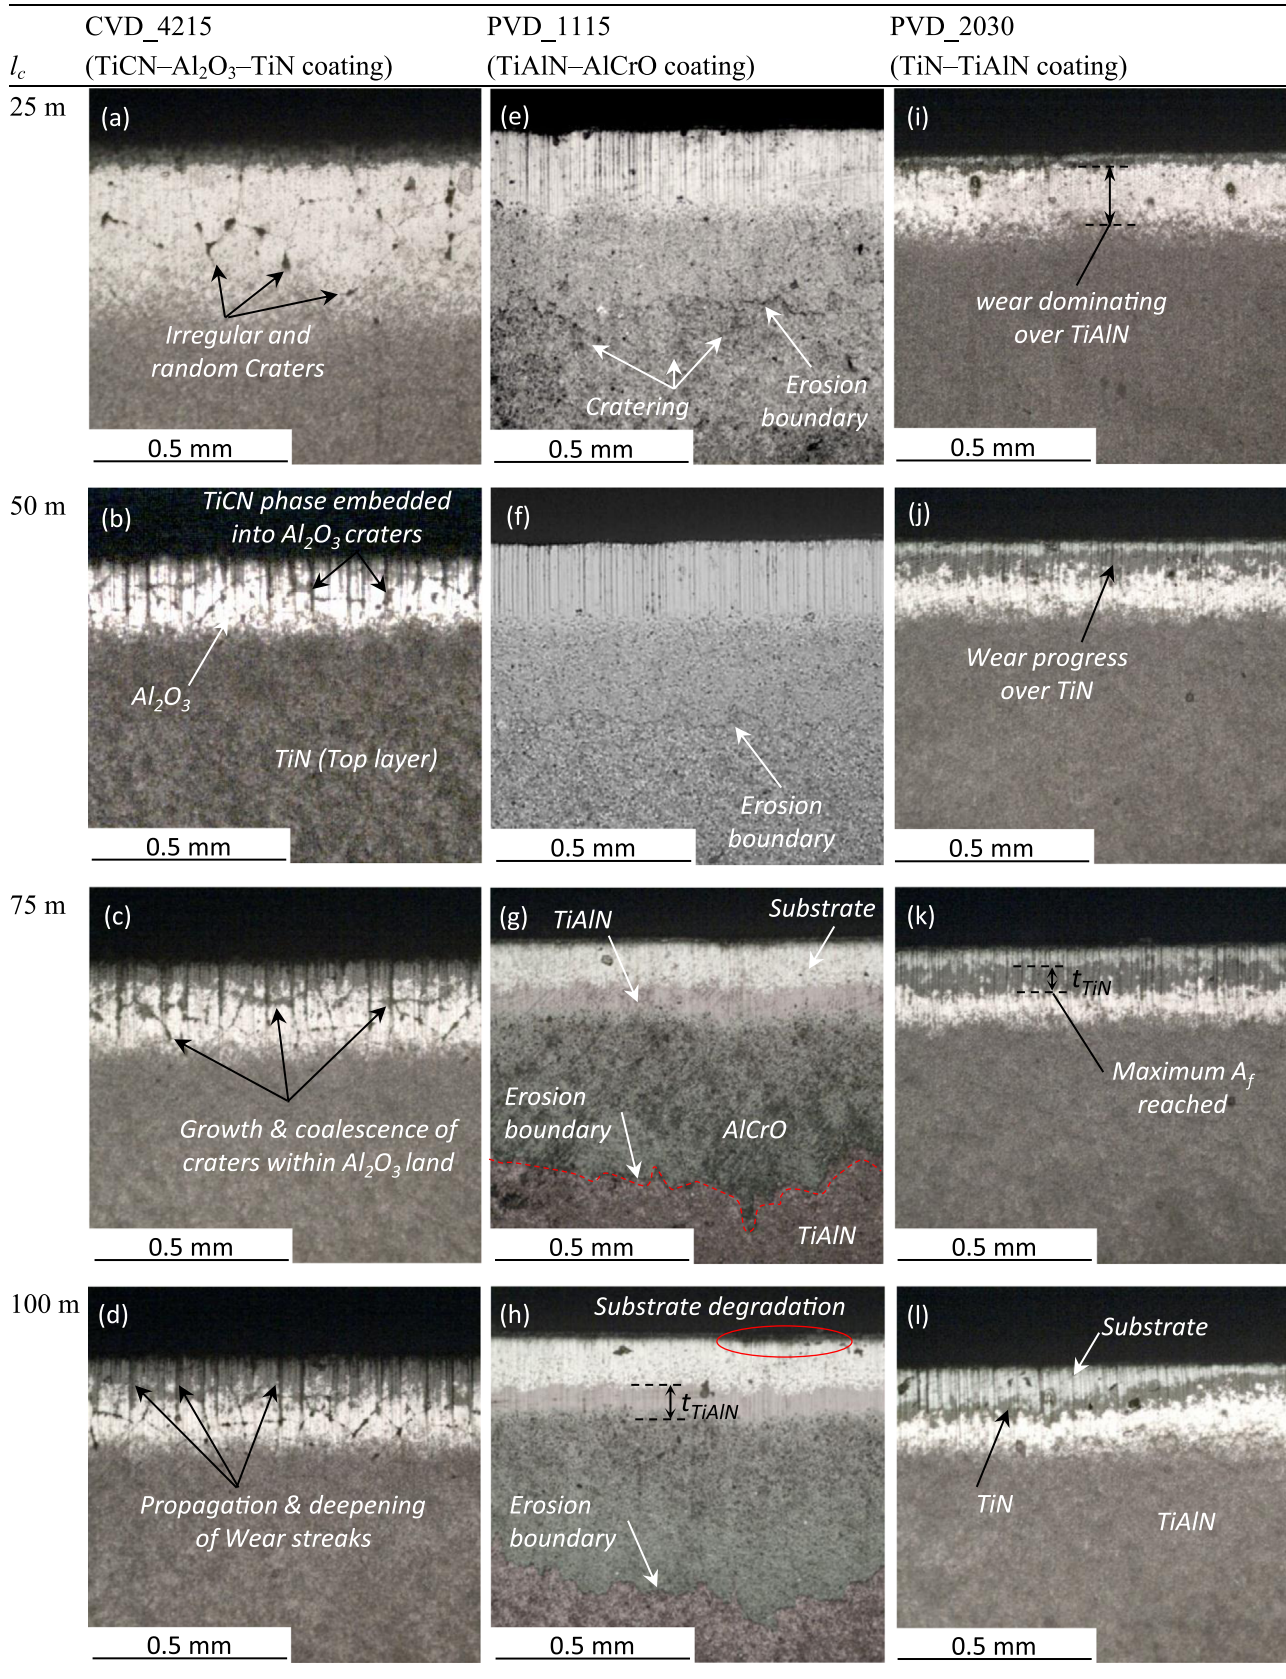 CVD_4215 PVD_1115 PVD_2030
l_c (TiCN–Al₂O₃–TiN coating) (TiAlN–AlCrO coating) (TiN–TiAlN coating)
25 m
(a)
Irregular and
random Craters
0.5 mm
(e)
Cratering
Erosion
boundary
0.5 mm
(i)
wear dominating
over TiAlN
0.5 mm
50 m
(b)
TiCN phase embedded
into Al₂O₃ craters
Al₂O₃
TiN (Top layer)
0.5 mm
(f)
Erosion
boundary
0.5 mm
(j)
Wear progress
over TiN
0.5 mm
75 m
(c)
Growth & coalescence of
craters within Al₂O₃ land
0.5 mm
(g)
TiAlN
Substrate
Erosion
boundary
AlCrO
TiAlN
0.5 mm
(k)
t_TiN
Maximum A_f
reached
0.5 mm
100 m
(d)
Propagation & deepening
of Wear streaks
0.5 mm
(h)
Substrate degradation
t_TiAlN
Erosion
boundary
0.5 mm
(l)
Substrate
TiN
TiAlN
0.5 mm